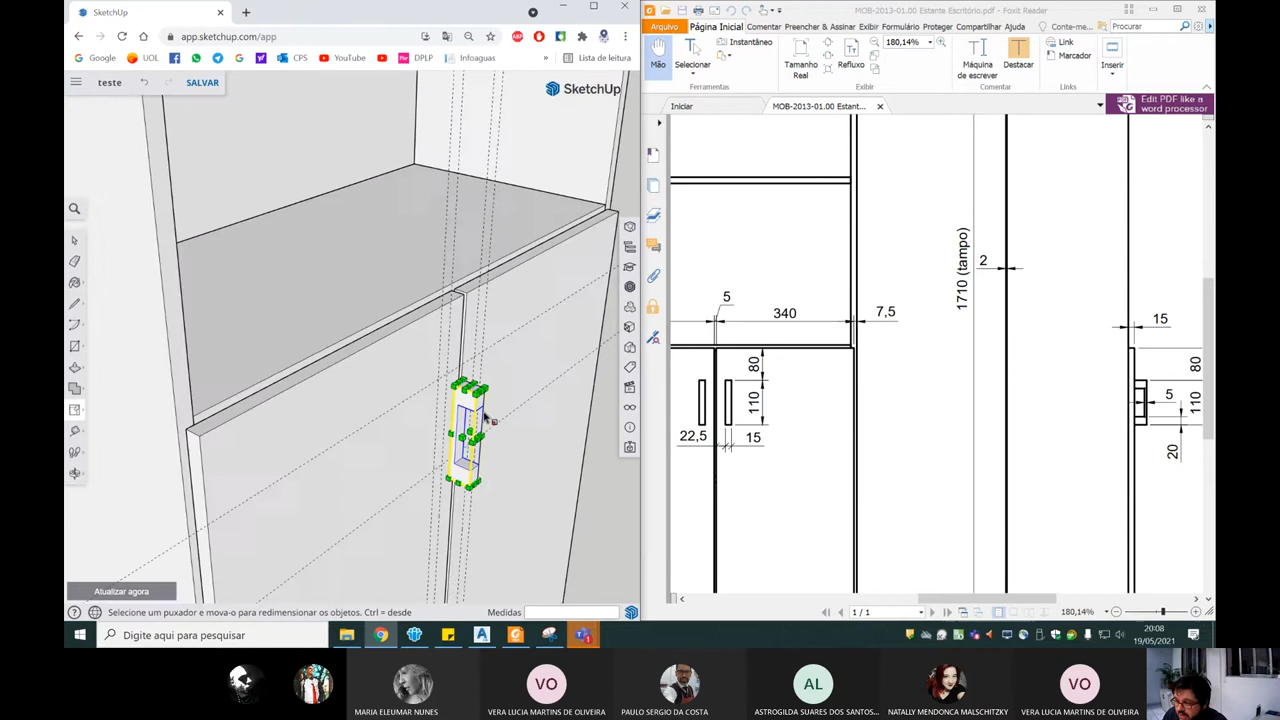 SketchUp
MOB-2013-01.00 Estante Escritório.pdf - Foxit Reader
app.sketchup.com/app
Arquivo
Página Inicial
Comentar
Preencher & Assinar
Exibir
Formulário
Proteger
Compartilhar
Ajuda
Conte-me...
Procurar
Google
UOL
CPS
YouTube
DPLP
Infoaguas
»
Lista de leitura
Mão
Selecionar
Instantâneo
Tamanho Real
Refluxo
180,14%
Máquina de escrever
Destacar
Link
Marcador
Inserir
Ferramentas
Exibir
Comentar
Links
teste
SALVAR
SketchUp
Iniciar
MOB-2013-01.00 Estante...
Edit PDF like a word processor
1710 (tampo)
2
5
340
7,5
15
80
80
110
5
110
22,5
15
20
Atualizar agora
Selecione um puxador e mova-o para redimensionar os objetos. Ctrl = desde
Medidas
1 / 1
180,14%
Digite aqui para pesquisar
20:08
19/05/2021
MARIA ELEUMAR NUNES
VO
VERA LUCIA MARTINS DE OLIVEIRA
PAULO SERGIO DA COSTA
AL
ASTROGILDA SUARES DOS SANTOS...
NATALLY MENDONCA MALSCHITZKY
VO
VERA LUCIA MARTINS DE OLIVEIRA